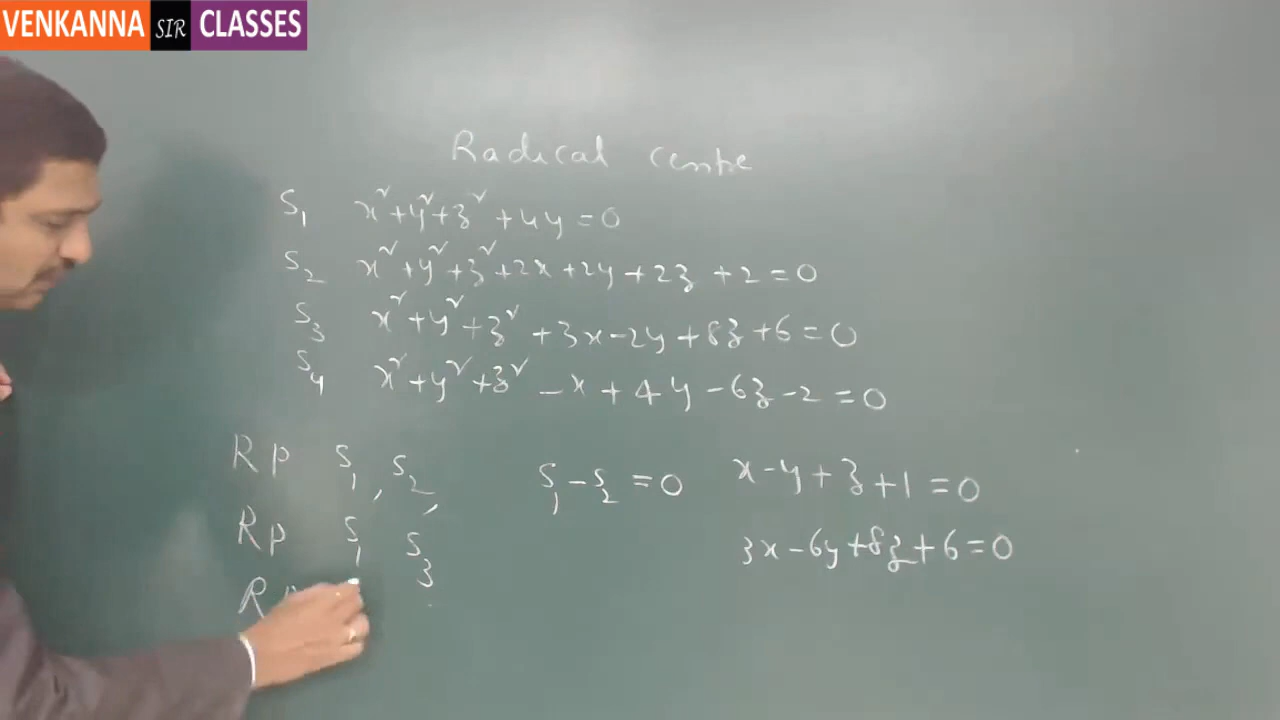 VENKANNA SIR CLASSES
Radical centre
S₁ x²+y²+z²+4y=0
S₂ x²+y²+z²+2x+2y+2z+2=0
S₃ x²+y²+z²+3x-2y+8z+6=0
S₄ x²+y²+z²-x+4y-6z-2=0
Rp S₁, S₂, S₁-S₂=0 x-y+z+1=0
Rp S₁ S₃ 3x-6y+8z+6=0
R